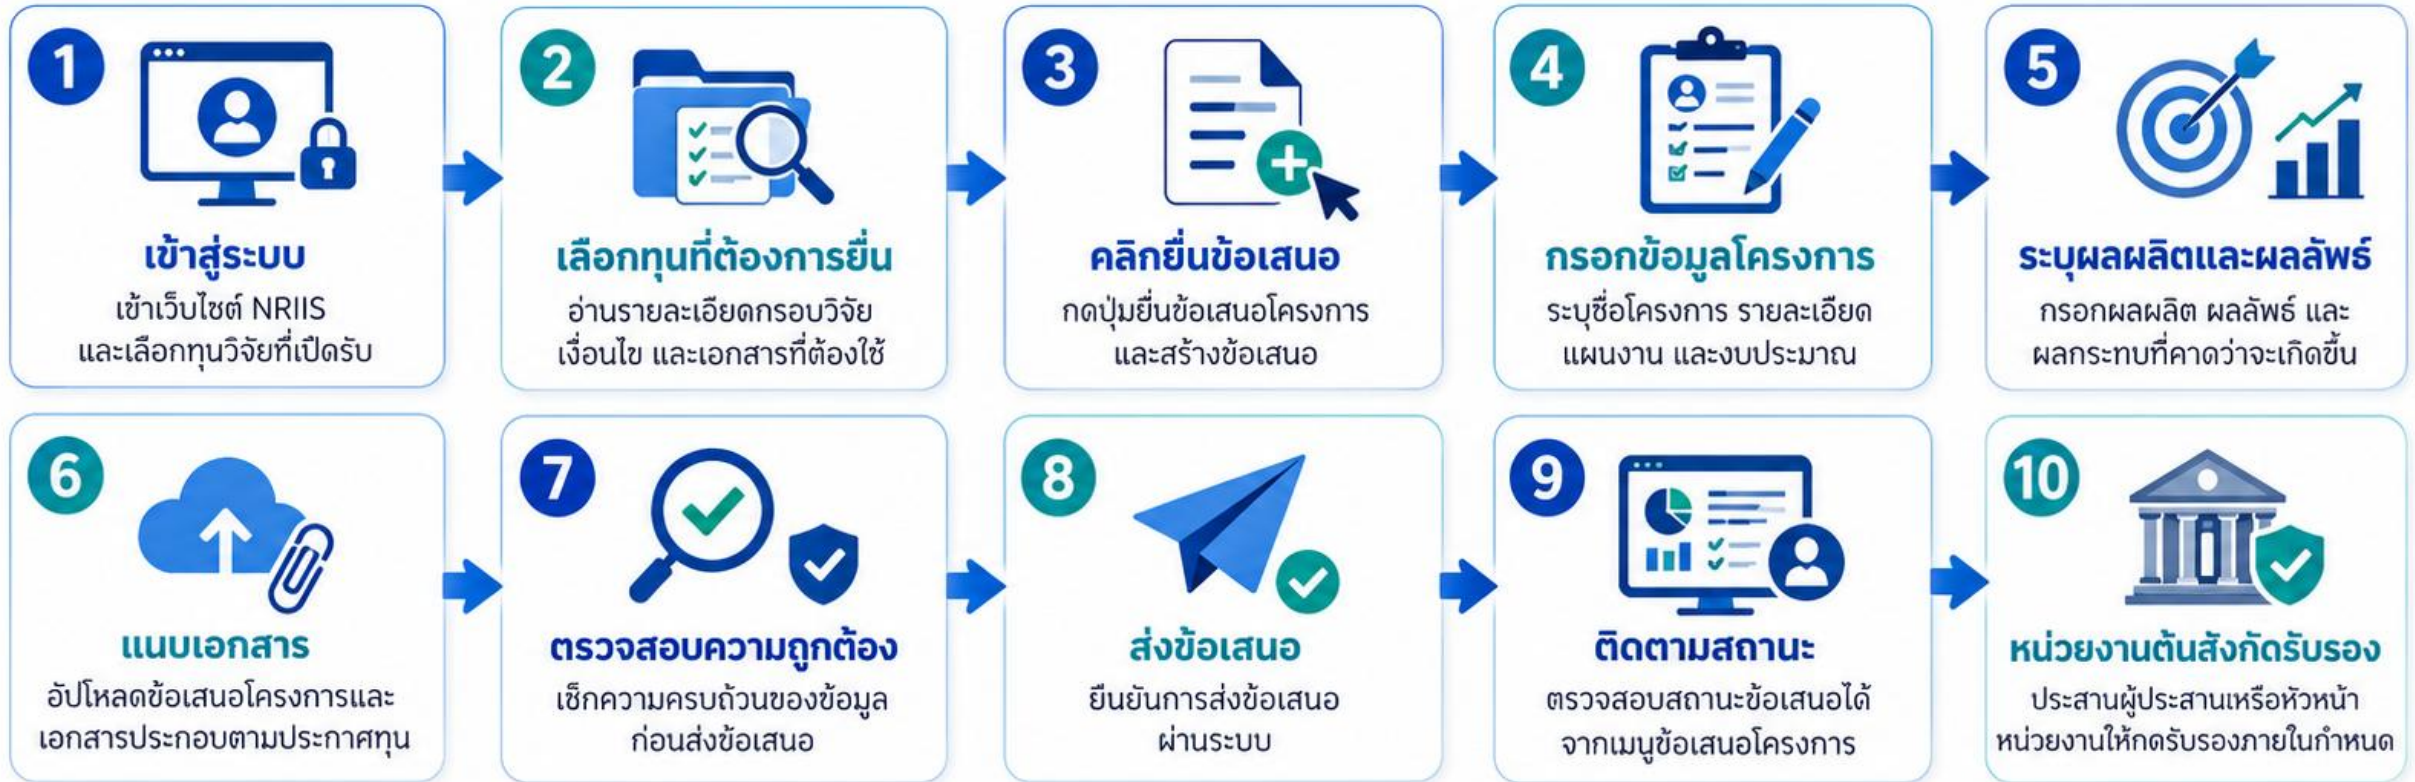 1
เข้าสู่ระบบ
เข้าเว็บไซต์ NRIIS
และเลือกทุนวิจัยที่เปิดรับ
2
เลือกทุนที่ต้องการยื่น
อ่านรายละเอียดกรอบวิจัย
เงื่อนไข และเอกสารที่ต้องใช้
3
คลิกยื่นข้อเสนอ
กดปุ่มยื่นข้อเสนอโครงการ
และสร้างข้อเสนอ
4
กรอกข้อมูลโครงการ
ระบุชื่อโครงการ รายละเอียด
แผนงาน และงบประมาณ
5
ระบุผลผลิตและผลลัพธ์
กรอกผลผลิต ผลลัพธ์ และ
ผลกระทบที่คาดว่าจะเกิดขึ้น
6
แนบเอกสาร
อัปโหลดข้อเสนอโครงการและ
เอกสารประกอบตามประกาศทุน
7
ตรวจสอบความถูกต้อง
เช็กความครบถ้วนของข้อมูล
ก่อนส่งข้อเสนอ
8
ส่งข้อเสนอ
ยืนยันการส่งข้อเสนอ
ผ่านระบบ
9
ติดตามสถานะ
ตรวจสอบสถานะข้อเสนอได้
จากเมนูข้อเสนอโครงการ
10
หน่วยงานต้นสังกัดรับรอง
ประสานผู้ประสานเหรือหัวหน้า
หน่วยงานให้กดรับรองภายในกำหนด